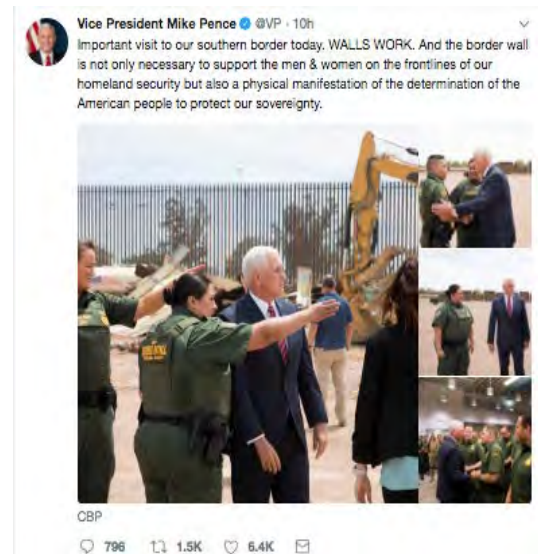 Vice President Mike Pence @VP · 10h
Important visit to our southern border today. WALLS WORK. And the border wall
is not only necessary to support the men & women on the frontlines of our
homeland security but also a physical manifestation of the determination of the
American people to protect our sovereignty.
CBP
796 1.5K 6.4K